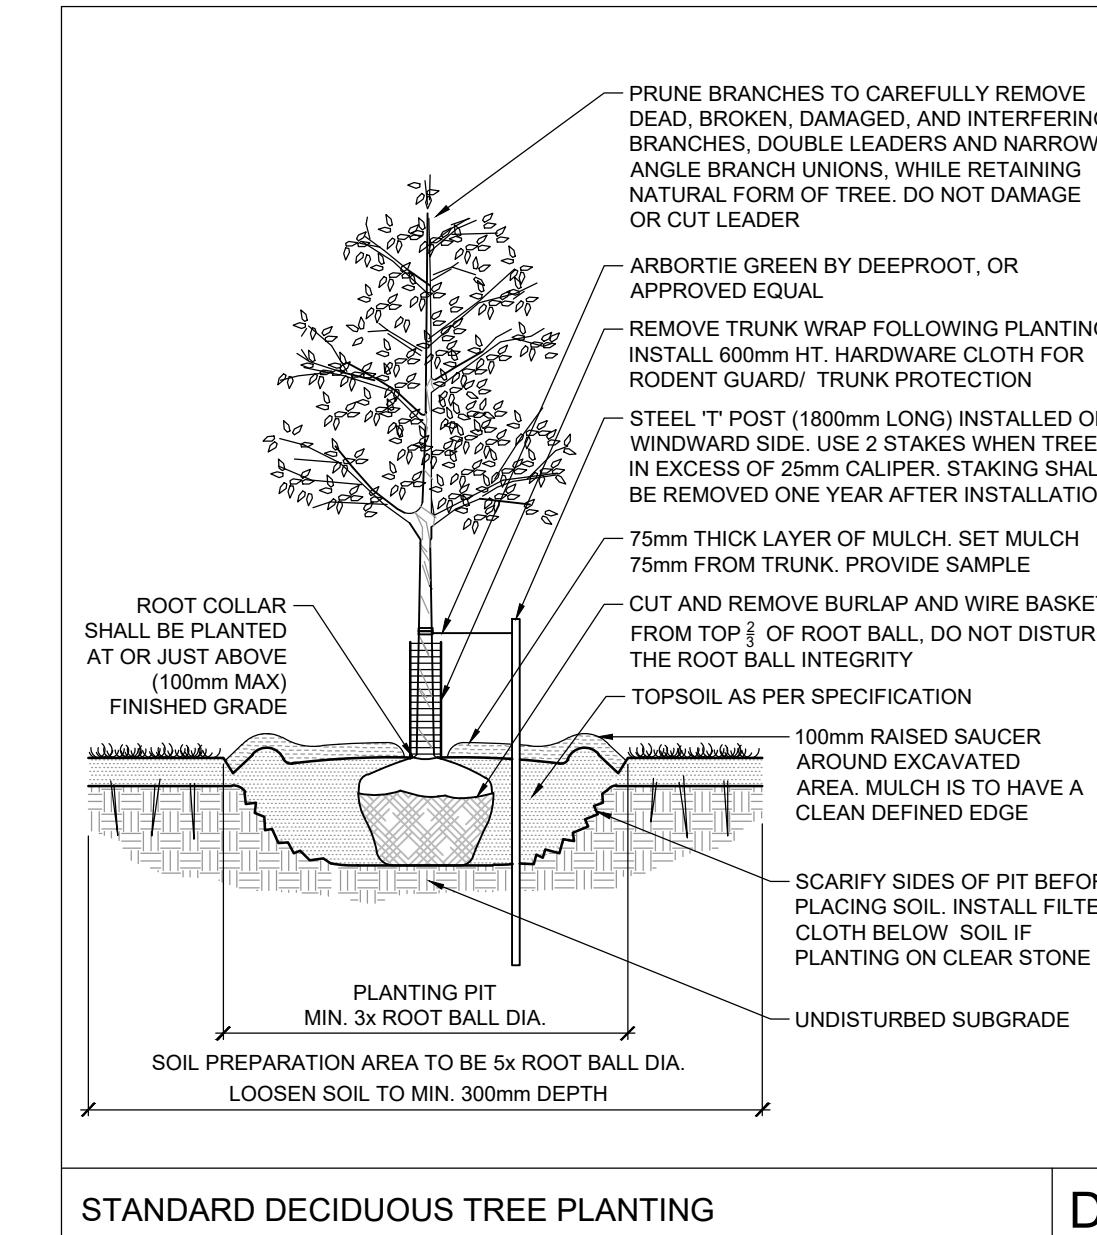 PRUNE BRANCHES TO CAREFULLY REMOVE
DEAD, BROKEN, DAMAGED, AND INTERFERING
BRANCHES, DOUBLE LEADERS AND NARROW
ANGLE BRANCH UNIONS, WHILE RETAINING
NATURAL FORM OF TREE. DO NOT DAMAGE
OR CUT LEADER
ARBORTIE GREEN BY DEEPROOT, OR
APPROVED EQUAL
REMOVE TRUNK WRAP FOLLOWING PLANTING
INSTALL 600mm HT. HARDWARE CLOTH FOR
RODENT GUARD/ TRUNK PROTECTION
STEEL 'T' POST (1800mm LONG) INSTALLED
WINDWARD SIDE. USE 2 STAKES WHEN TREE
IN EXCESS OF 25mm CALIPER. STAKING SHAL
BE REMOVED ONE YEAR AFTER INSTALLATIO
75mm THICK LAYER OF MULCH. SET MULCH
75mm FROM TRUNK. PROVIDE SAMPLE
CUT AND REMOVE BURLAP AND WIRE BASKET
FROM TOP 2/3 OF ROOT BALL, DO NOT DISTUR
THE ROOT BALL INTEGRITY
TOPSOIL AS PER SPECIFICATION
ROOT COLLAR
SHALL BE PLANTED
AT OR JUST ABOVE
(100mm MAX)
FINISHED GRADE
100mm RAISED SAUCER
AROUND EXCAVATED
AREA. MULCH IS TO HAVE A
CLEAN DEFINED EDGE
SCARIFY SIDES OF PIT BEFOR
PLACING SOIL. INSTALL FILTE
CLOTH BELOW SOIL IF
PLANTING ON CLEAR STONE
UNDISTURBED SUBGRADE
PLANTING PIT
MIN. 3x ROOT BALL DIA.
SOIL PREPARATION AREA TO BE 5x ROOT BALL DIA.
LOOSEN SOIL TO MIN. 300mm DEPTH
STANDARD DECIDUOUS TREE PLANTING
D